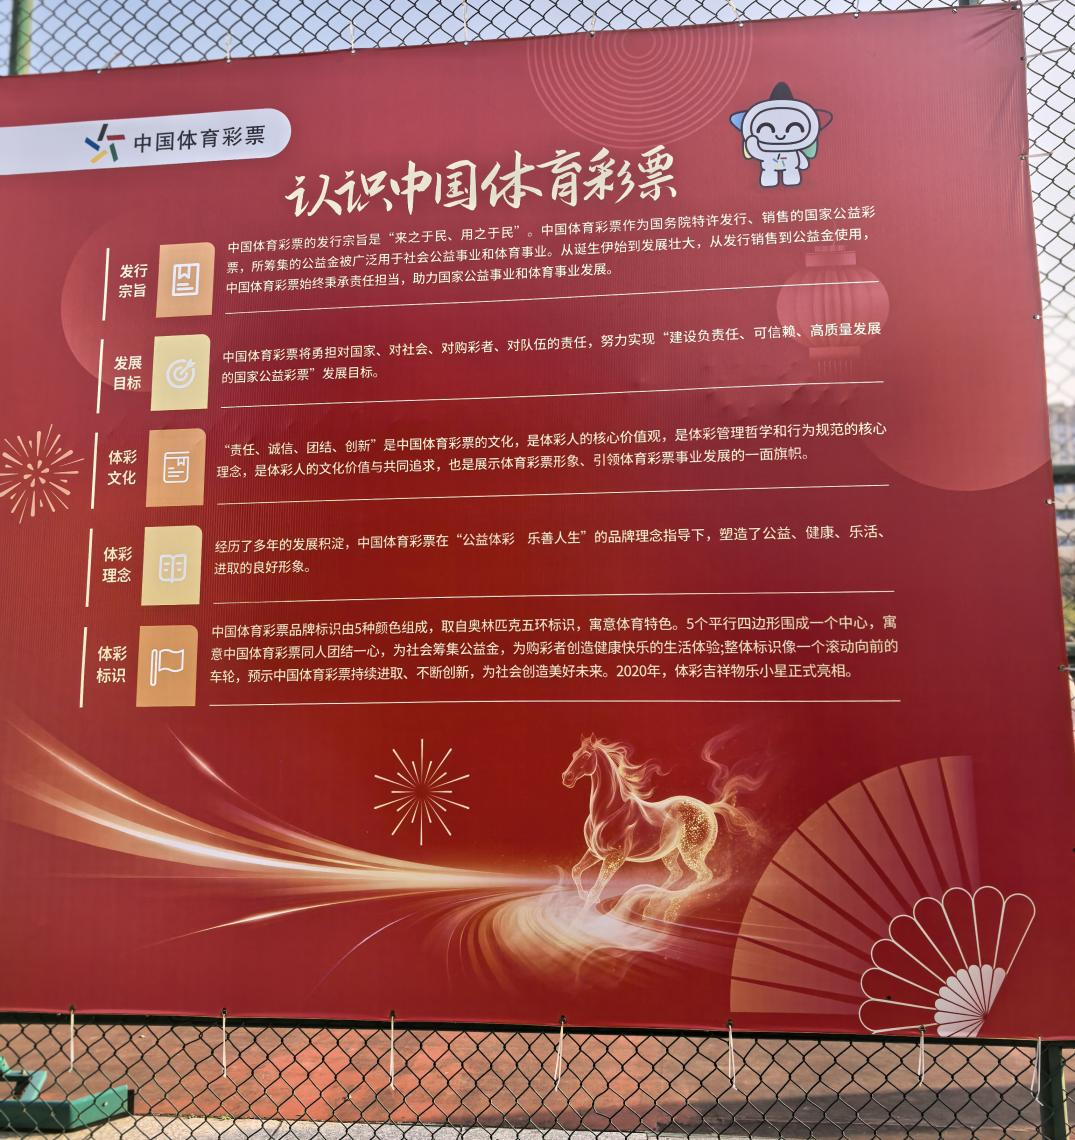 中国体育彩票
认识中国体育彩票
发行
宗旨
中国体育彩票的发行宗旨是“来之于民、用之于民”。中国体育彩票作为国务院特许发行、销售的国家公益彩
票，所筹集的公益金被广泛用于社会公益事业和体育事业。从诞生伊始到发展壮大，从发行销售到公益金使用，
中国体育彩票始终秉承责任担当，助力国家公益事业和体育事业发展。
发展
目标
中国体育彩票将勇担对国家、对社会、对购彩者、对队伍的责任，努力实现“建设负责任、可信赖、高质量发展
的国家公益彩票”发展目标。
体彩
文化
“责任、诚信、团结、创新”是中国体育彩票的文化，是体彩人的核心价值观，是体彩管理哲学和行为规范的核心
理念，是体彩人的文化价值与共同追求，也是展示体育彩票形象、引领体育彩票事业发展的一面旗帜。
体彩
理念
经历了多年的发展积淀，中国体育彩票在“公益体彩 乐善人生”的品牌理念指导下，塑造了公益、健康、乐活、
进取的良好形象。
体彩
标识
中国体育彩票品牌标识由5种颜色组成，取自奥林匹克五环标识，寓意体育特色。5个平行四边形围成一个中心，寓
意中国体育彩票同人团结一心，为社会筹集公益金，为购彩者创造健康快乐的生活体验;整体标识像一个滚动向前的
车轮，预示中国体育彩票持续进取、不断创新，为社会创造美好未来。2020年，体彩吉祥物乐小星正式亮相。